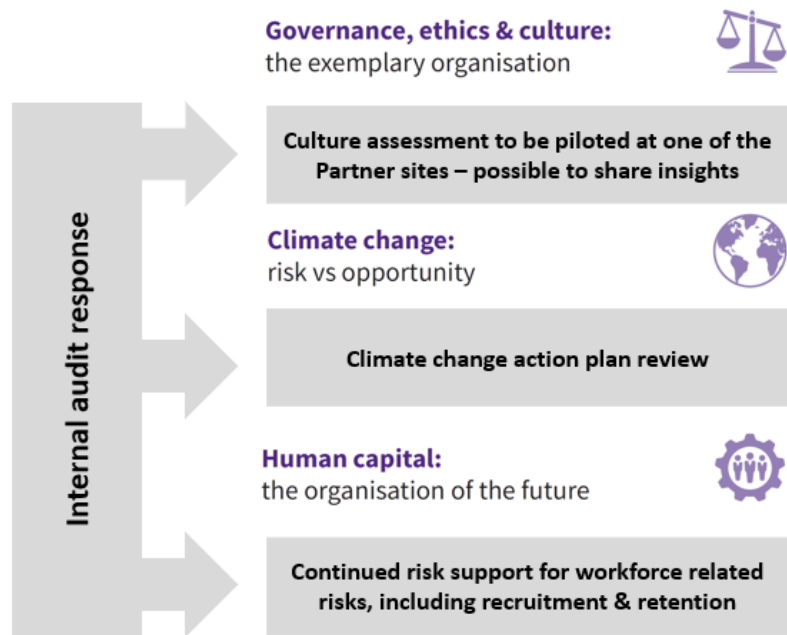 Internal audit response
Governance, ethics & culture:
the exemplary organisation
Culture assessment to be piloted at one of the
Partner sites – possible to share insights
Climate change:
risk vs opportunity
Climate change action plan review
Human capital:
the organisation of the future
Continued risk support for workforce related
risks, including recruitment & retention